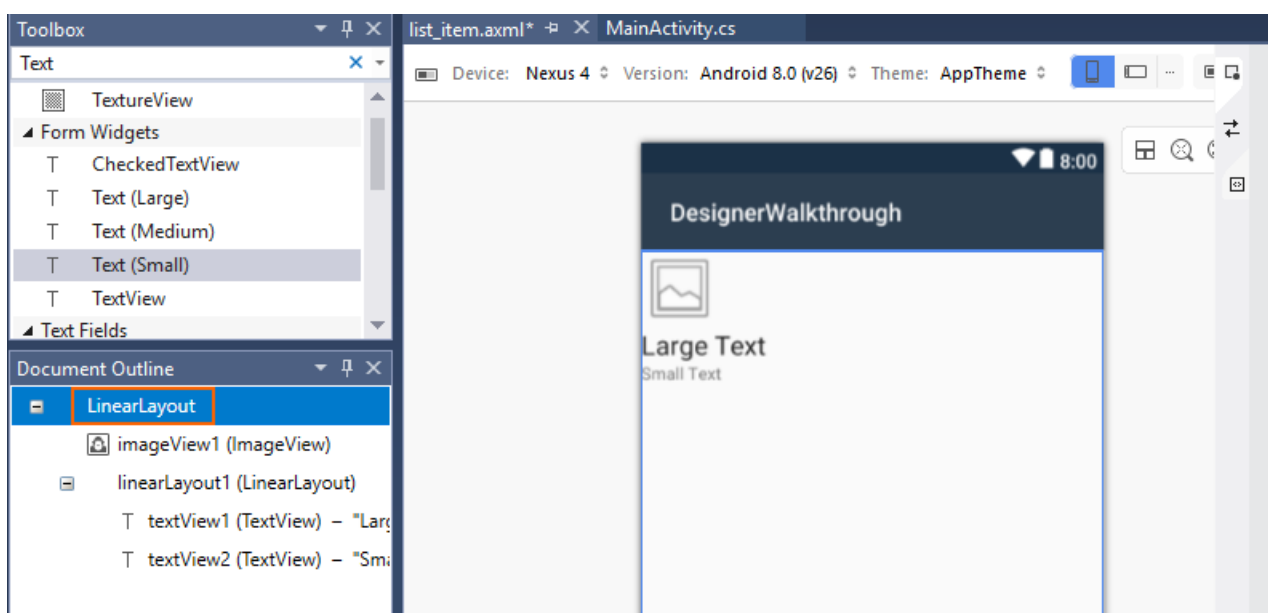 Toolbox
Text
TextureView
Form Widgets
T CheckedTextView
T Text (Large)
T Text (Medium)
T Text (Small)
T TextView
Text Fields
Document Outline
LinearLayout
imageView1 (ImageView)
linearLayout1 (LinearLayout)
T textView1 (TextView) – "Larg
T textView2 (TextView) – "Sma
list_item.axml* MainActivity.cs
Device: Nexus 4 Version: Android 8.0 (v26) Theme: AppTheme ...
8:00
DesignerWalkthrough
Large Text
Small Text